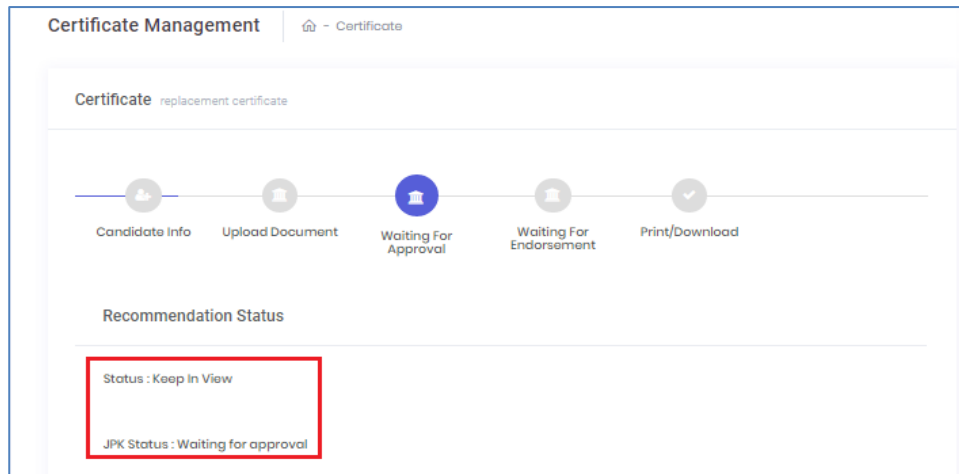 Certificate Management
- Certificate
Certificate replacement certificate
Candidate Info
Upload Document
Waiting For
Approval
Waiting For
Endorsement
Print/Download
Recommendation Status
Status : Keep In View
JPK Status : Waiting for approval